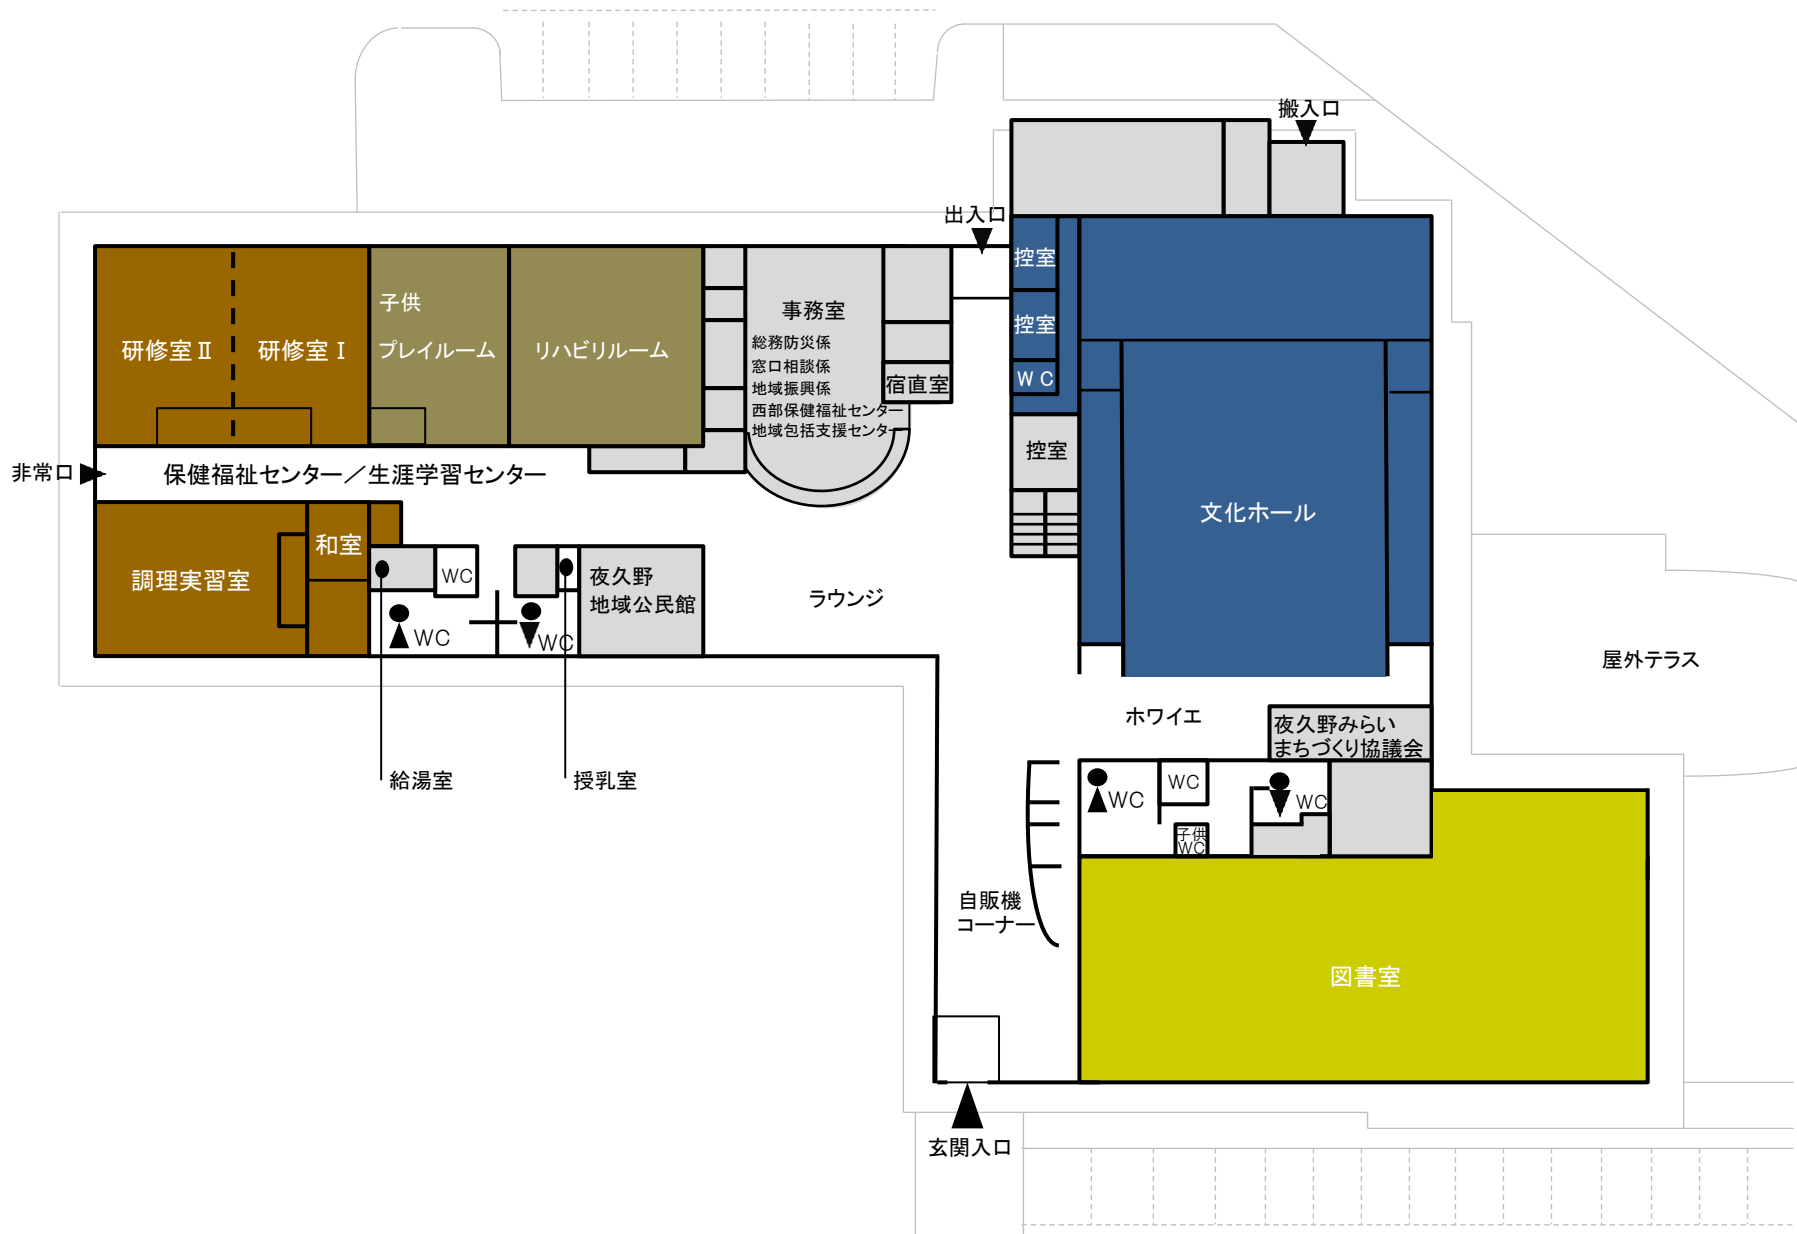 搬入口
出入口
控室
控室
WC
控室
文化ホール
子供
プレイルーム
研修室Ⅱ
研修室Ⅰ
リハビリルーム
事務室
総務防災係
窓口相談係
地域振興係
西部保健福祉センター
地域包括支援センター
宿直室
非常口
保健福祉センター／生涯学習センター
調理実習室
和室
WC
WC
WC
夜久野
地域公民館
ラウンジ
給湯室
授乳室
屋外テラス
ホワイエ
夜久野みらい
まちづくり協議会
WC
WC
WC
子供
WC
自販機
コーナー
図書室
玄関入口